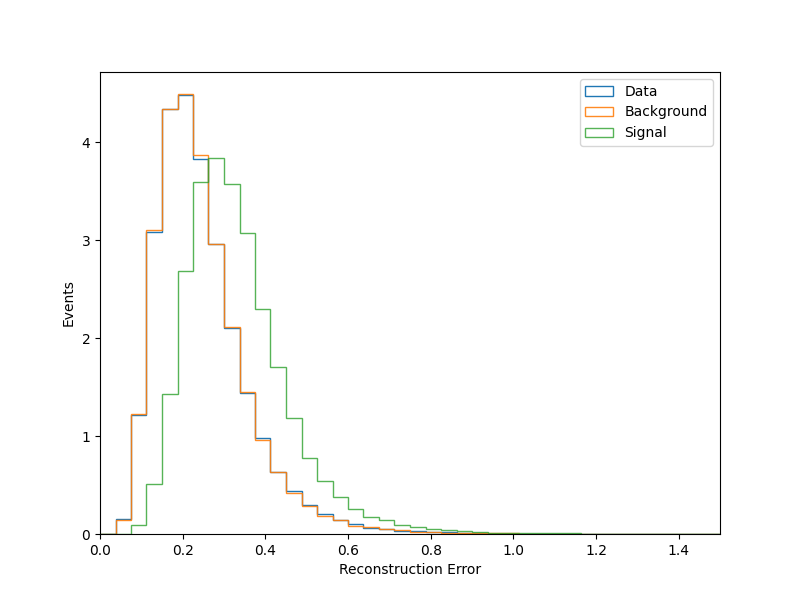 Data
Background
Signal
4
3
2
1
0
Events
0.0 0.2 0.4 0.6 0.8 1.0 1.2 1.4
Reconstruction Error